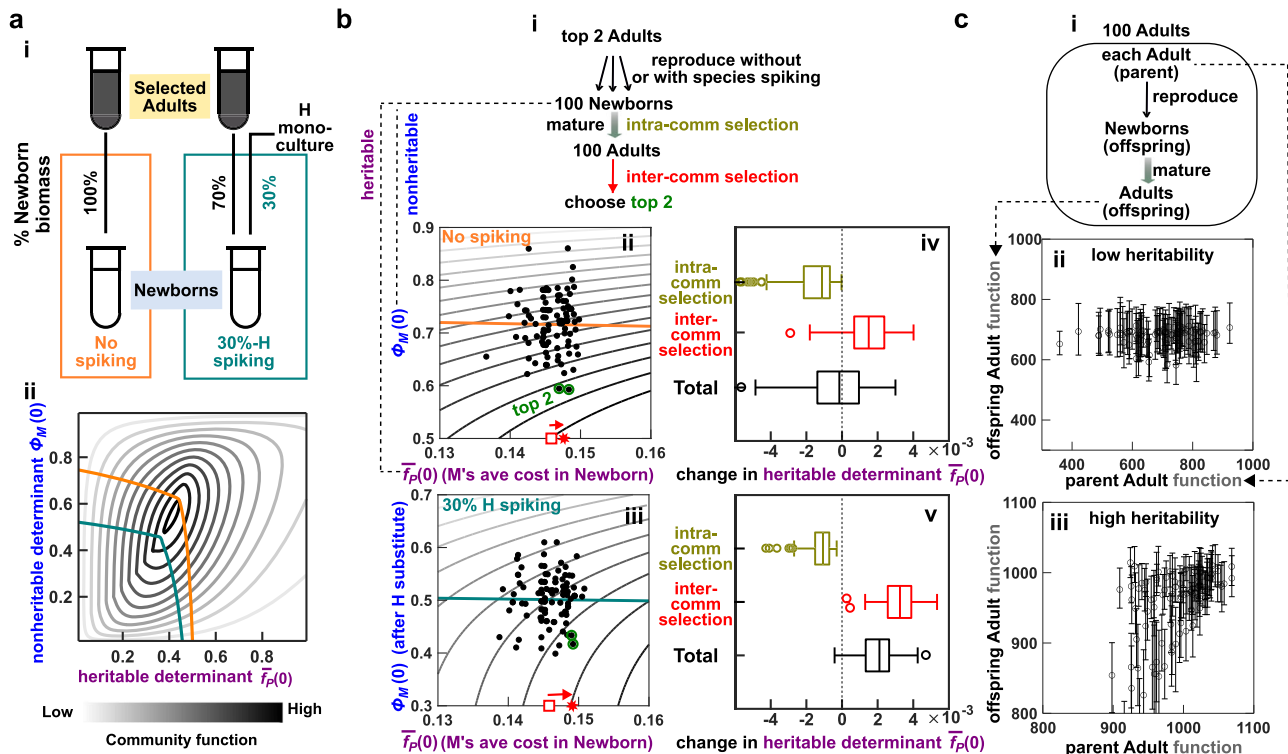 a
i
Selected
Adults
H
mono-
culture
% Newborn
biomass
100%
70%
30%
Newborns
No
spiking
30%-H
spiking
ii
nonheritable determinant ΦM(0)
0.8
0.6
0.4
0.2
0.2
0.4
0.6
0.8
heritable determinant f̅P(0)
Low
High
Community function
b
i
top 2 Adults
reproduce without
or with species spiking
100 Newborns
mature
intra-comm selection
100 Adults
inter-comm selection
choose top 2
heritable
nonheritable
No spiking
ii
0.9
0.8
0.7
0.6
0.5
ΦM(0)
top 2
0.13
0.14
0.15
0.16
f̅P(0) (M's ave cost in Newborn)
30% H spiking
iii
0.7
0.6
0.5
0.4
0.3
ΦM(0) (after H substitute)
0.13
0.14
0.15
0.16
f̅P(0) (M's ave cost in Newborn)
iv
intra-
comm
selection
inter-
comm
selection
Total
−6
−4
−2
0
2
4
6
×10⁻³
change in heritable determinant f̅P(0)
v
intra-
comm
selection
inter-
comm
selection
Total
−6
−4
−2
0
2
4
6
×10⁻³
change in heritable determinant f̅P(0)
c
i
100 Adults
each Adult
(parent)
reproduce
Newborns
(offspring)
mature
Adults
(offspring)
ii
low heritability
1000
800
600
400
offspring Adult function
400
600
800
1000
parent Adult function
iii
high heritability
1100
1000
900
800
offspring Adult function
800
900
1000
1100
parent Adult function